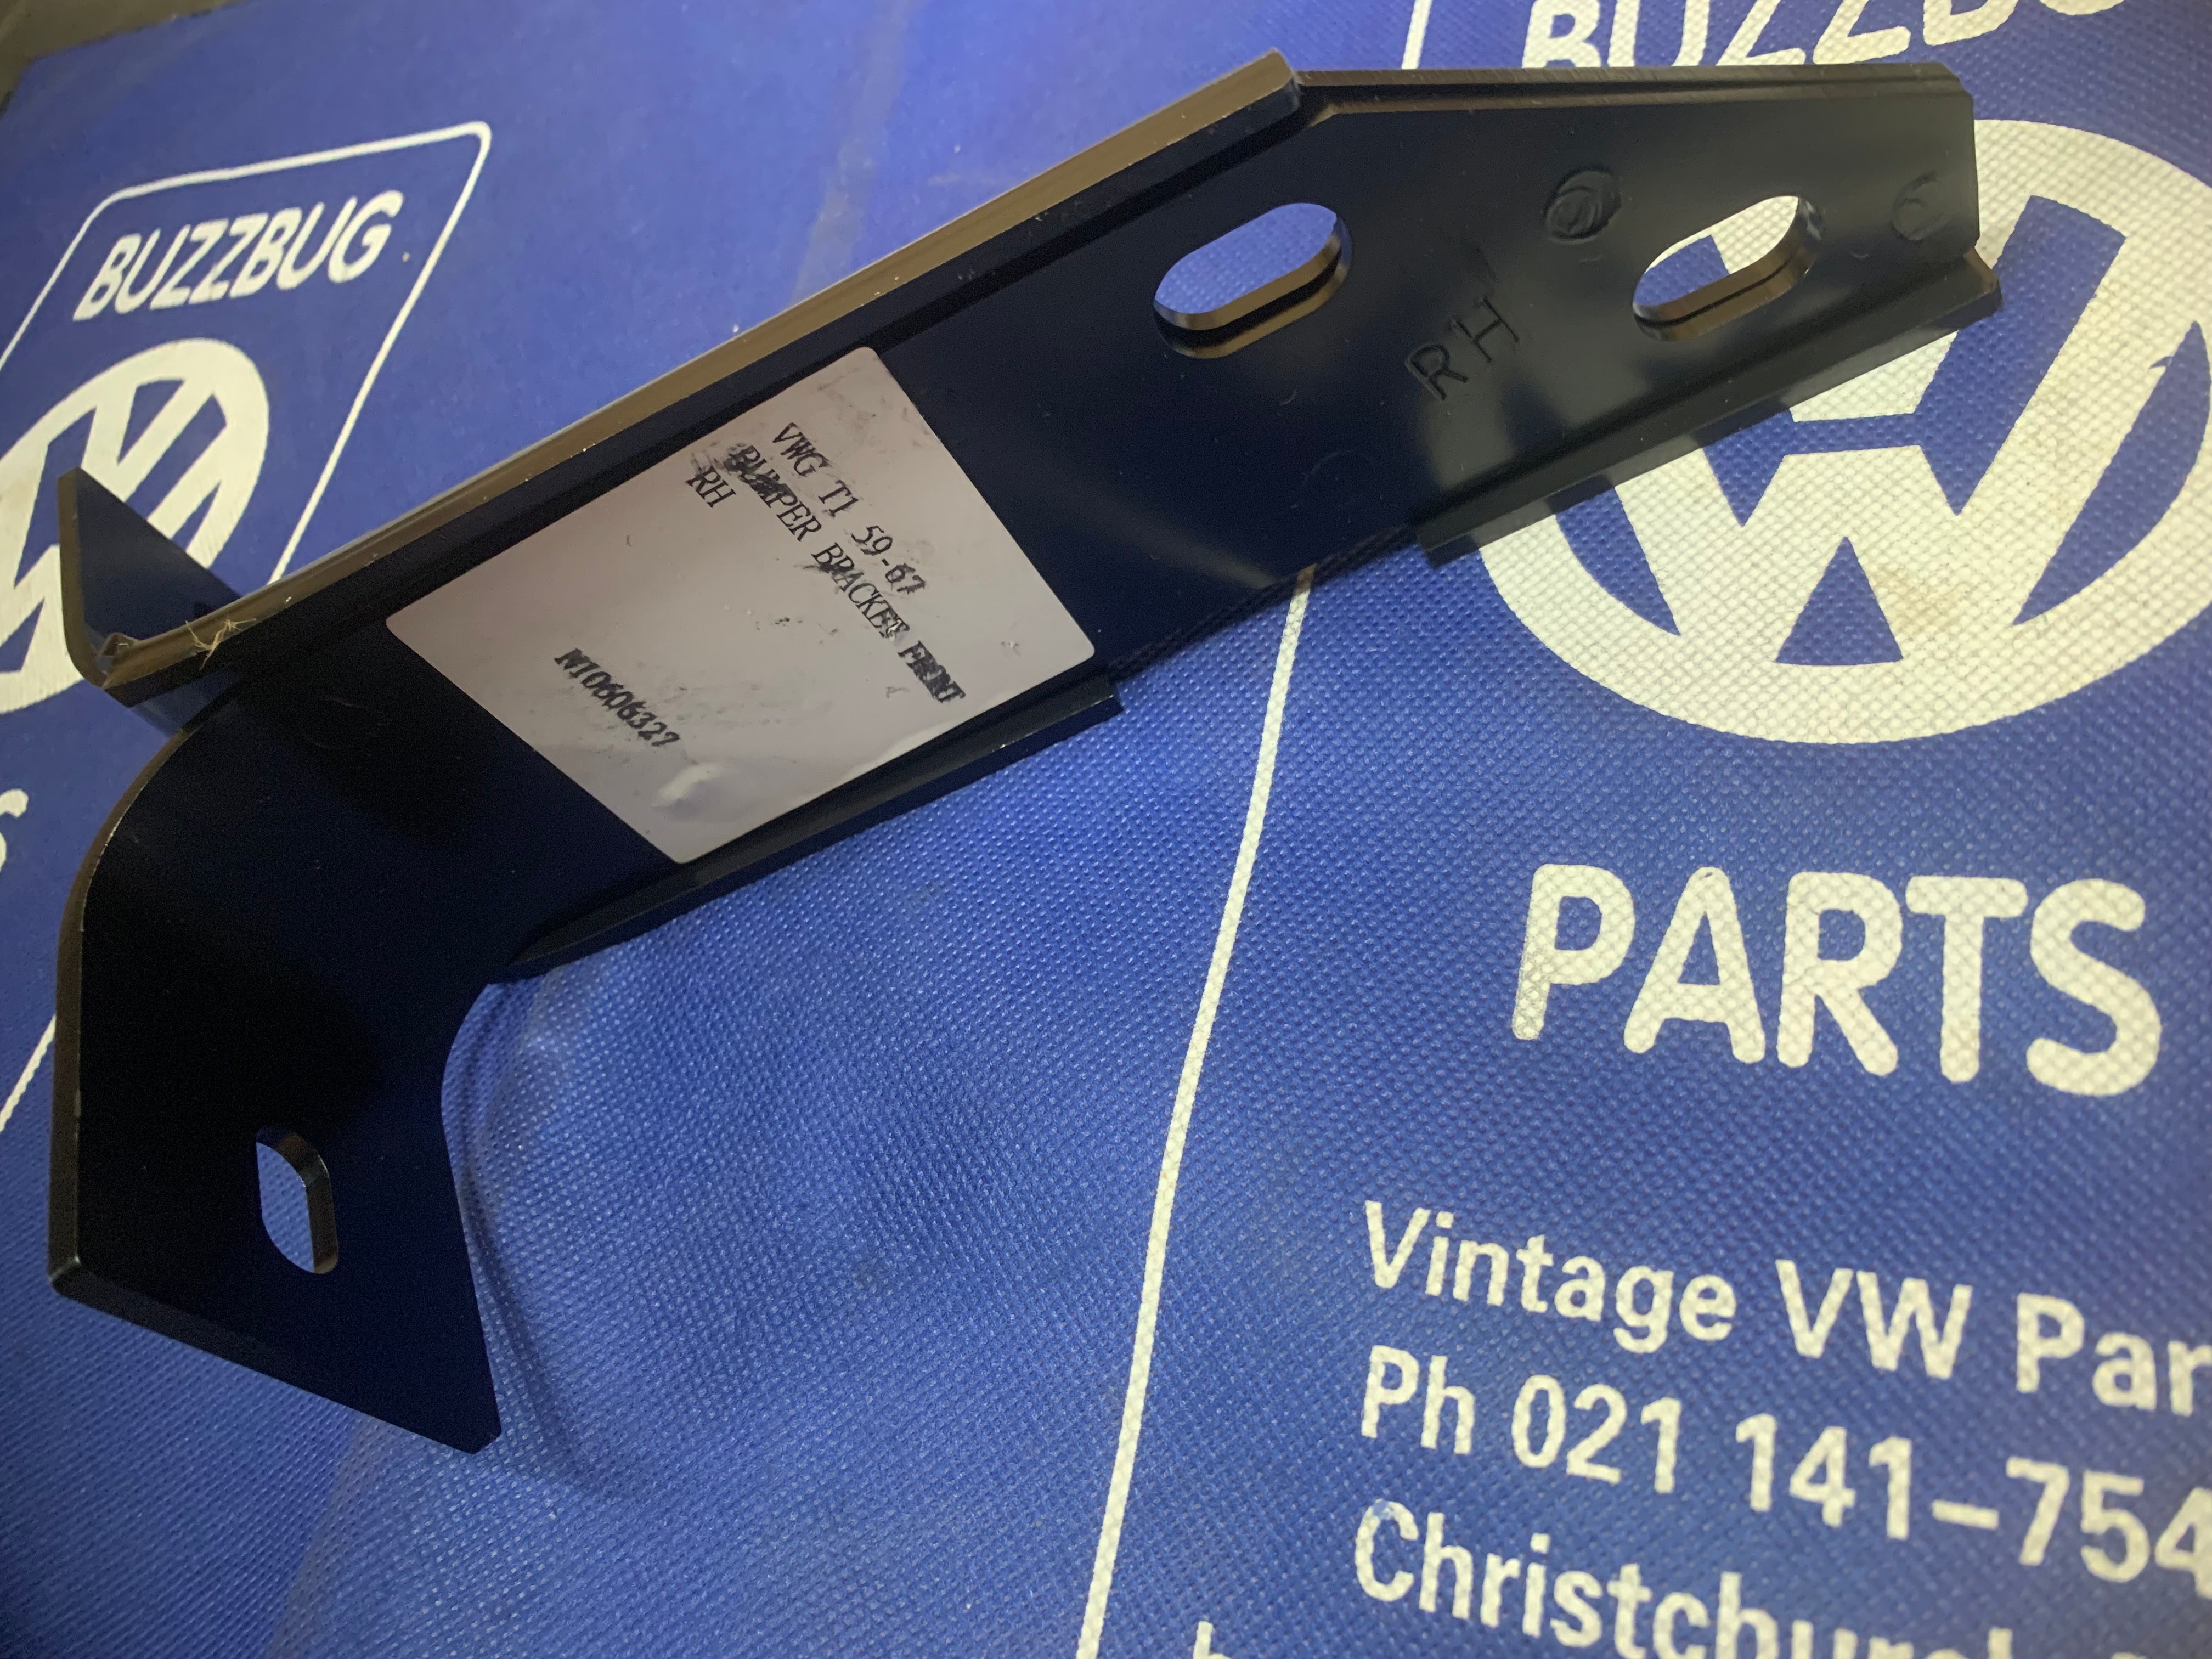 BUZZBUG
BUZZBUG
VWG T1 59-67
BUMPER BRACKET FRONT
RH
N10606327
RH
PARTS
Vintage VW Par
Ph 021 141-754
Christchurch